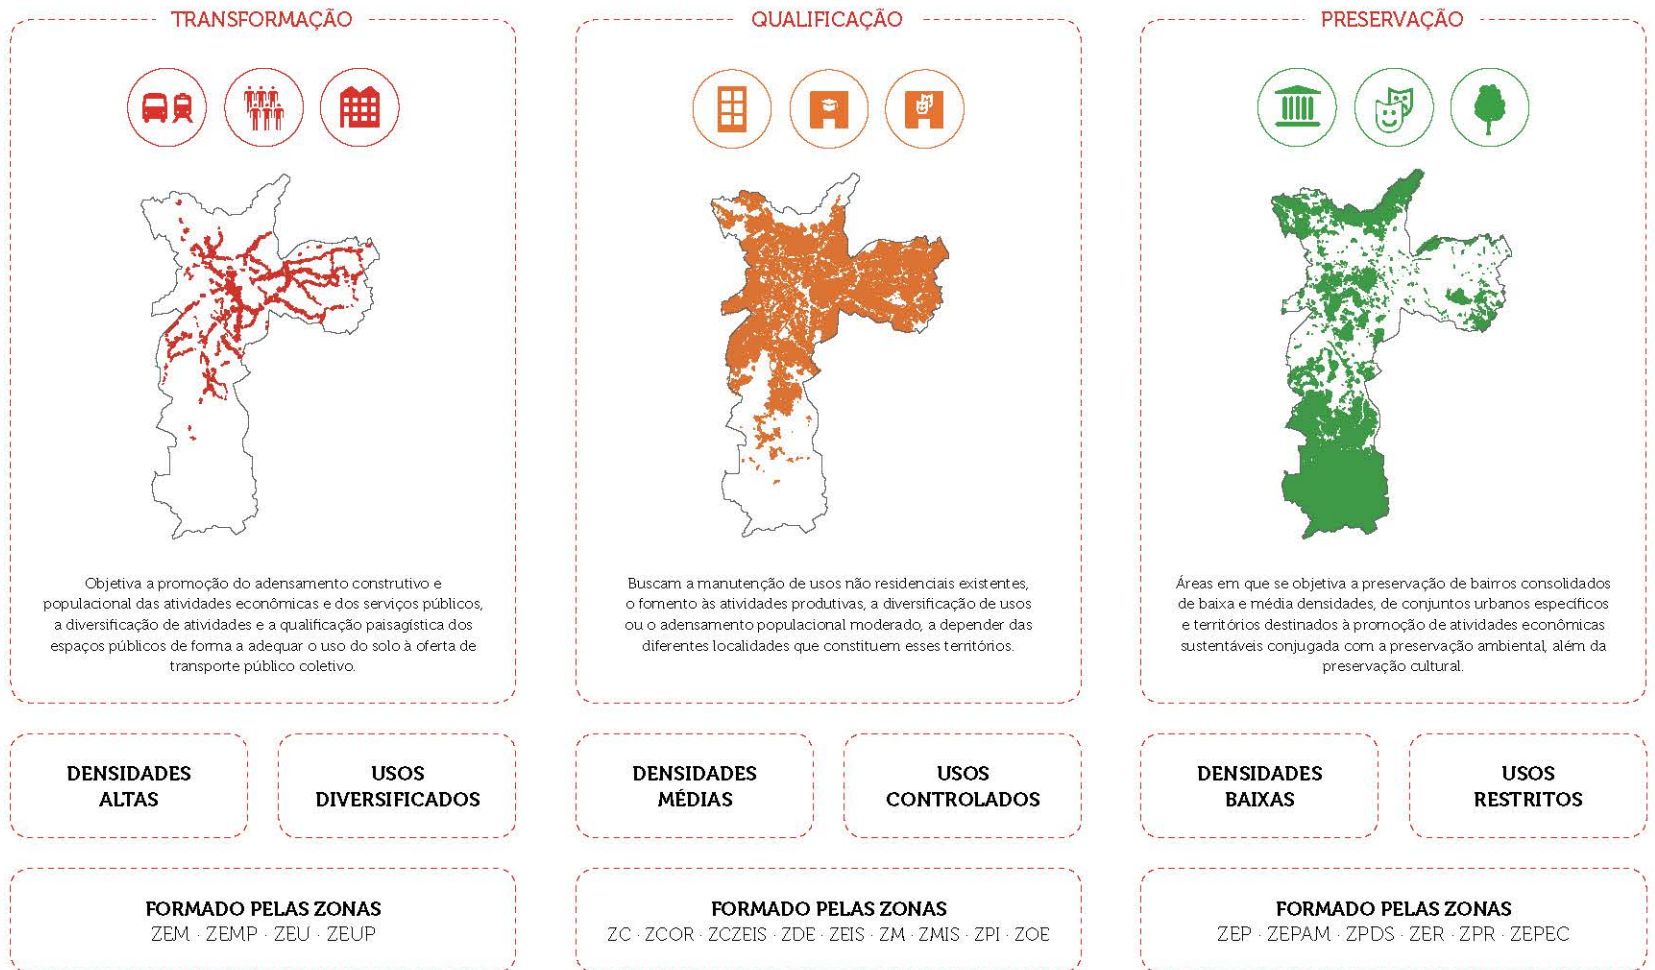 TRANSFORMAÇÃO
Objetiva a promoção do adensamento construtivo e
populacional das atividades econômicas e dos serviços públicos,
a diversificação de atividades e a qualificação paisagística dos
espaços públicos de forma a adequar o uso do solo à oferta de
transporte público coletivo.
DENSIDADES
ALTAS
USOS
DIVERSIFICADOS
FORMADO PELAS ZONAS
ZEM · ZEMP · ZEU · ZEUP
QUALIFICAÇÃO
Buscam a manutenção de usos não residenciais existentes,
o fomento às atividades produtivas, a diversificação de usos
ou o adensamento populacional moderado, a depender das
diferentes localidades que constituem esses territórios.
DENSIDADES
MÉDIAS
USOS
CONTROLADOS
FORMADO PELAS ZONAS
ZC · ZCOR · ZCZEIS · ZDE · ZEIS · ZM · ZMIS · ZPI · ZOE
PRESERVAÇÃO
Áreas em que se objetiva a preservação de bairros consolidados
de baixa e média densidades, de conjuntos urbanos específicos
e territórios destinados à promoção de atividades econômicas
sustentáveis conjugada com a preservação ambiental, além da
preservação cultural.
DENSIDADES
BAIXAS
USOS
RESTRITOS
FORMADO PELAS ZONAS
ZEP · ZEPAM · ZPDS · ZER · ZPR · ZEPEC